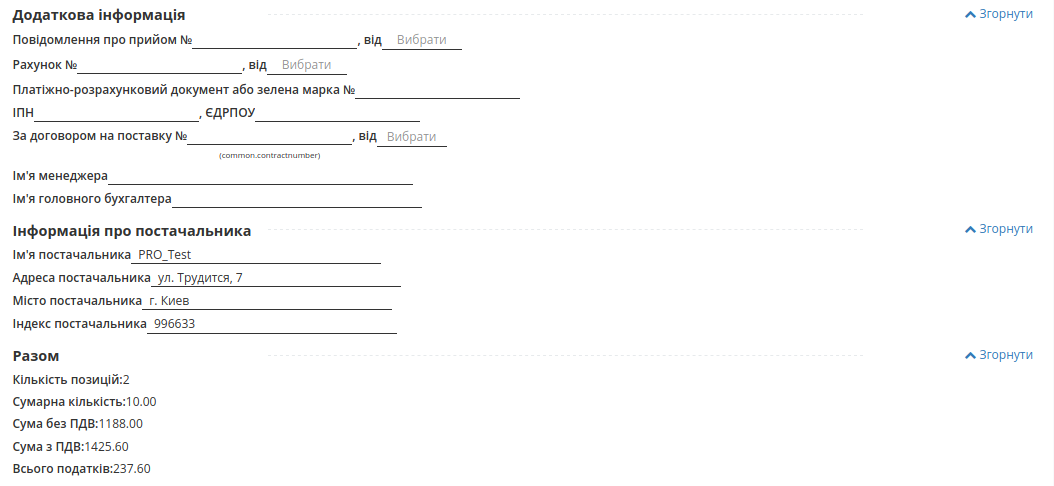 Додаткова інформація Згорнути
Повідомлення про прийом № , від Вибрати
Рахунок № , від Вибрати
Платіжно-розрахунковий документ або зелена марка №
ІПН , ЄДРПОУ
За договором на поставку № , від Вибрати
(common.contractnumber)
Ім'я менеджера
Ім'я головного бухгалтера
Інформація про постачальника Згорнути
Ім'я постачальника PRO_Test
Адреса постачальника ул. Трудится, 7
Місто постачальника г. Киев
Індекс постачальника 996633
Разом Згорнути
Кількість позицій:2
Сумарна кількість:10.00
Сума без ПДВ:1188.00
Сума з ПДВ:1425.60
Всього податків:237.60